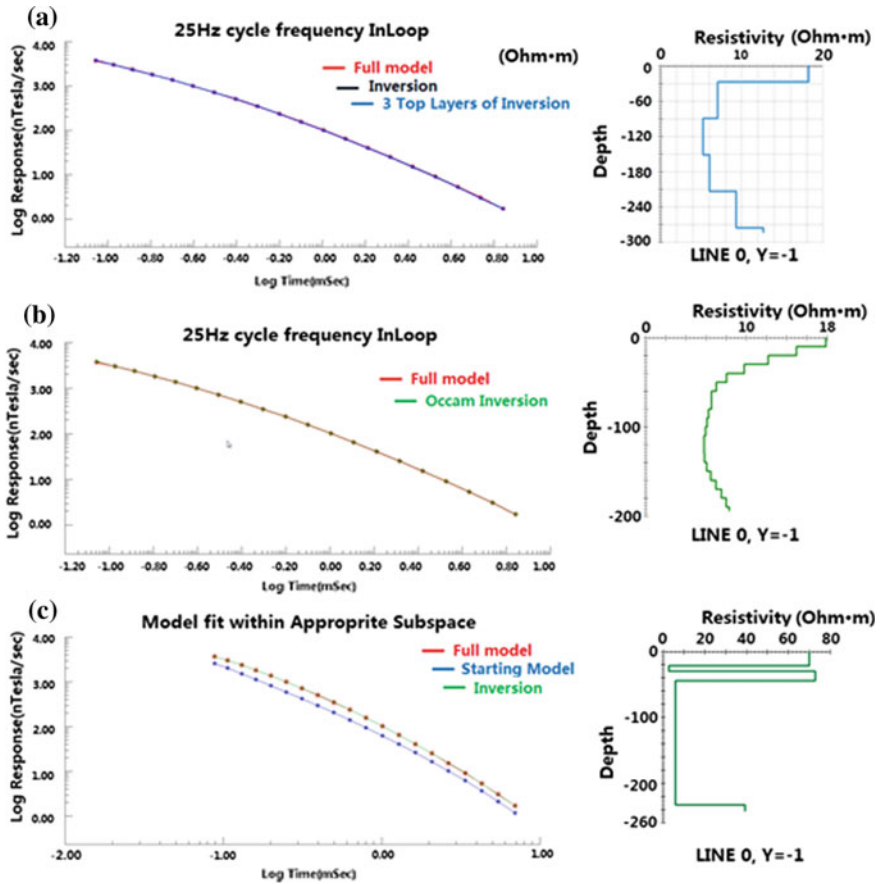 (a)
25Hz cycle frequency InLoop
Full model
Inversion
3 Top Layers of Inversion
Log Response(nTesla/sec)
4.00
3.00
2.00
1.00
0.00
-1.20 -1.00 -0.80 -0.60 -0.40 -0.20 0.00 0.20 0.40 0.60 0.80 1.00
Log Time(mSec)
(Ohm•m)
Resistivity (Ohm•m)
0 10 20
Depth
0
-60
-120
-180
-240
-300
LINE 0, Y=-1
(b)
25Hz cycle frequency InLoop
Full model
Occam Inversion
Log Response(nTesla/sec)
4.00
3.00
2.00
1.00
0.00
-1.20 -1.00 -0.80 -0.60 -0.40 -0.20 0.00 0.20 0.40 0.60 0.80 1.00
Log Time(mSec)
Resistivity (Ohm•m)
0 10 18
Depth
0
-100
-200
LINE 0, Y=-1
(c)
Model fit within Approprite Subspace
Full model
Starting Model
Inversion
Log Response(nTesla/sec)
4.00
3.00
2.00
1.00
0.00
-2.00 -1.00 0.00 1.00
Log Time(mSec)
Resistivity (Ohm•m)
0 20 40 60 80
Depth
0
-100
-200
-260
LINE 0, Y=-1